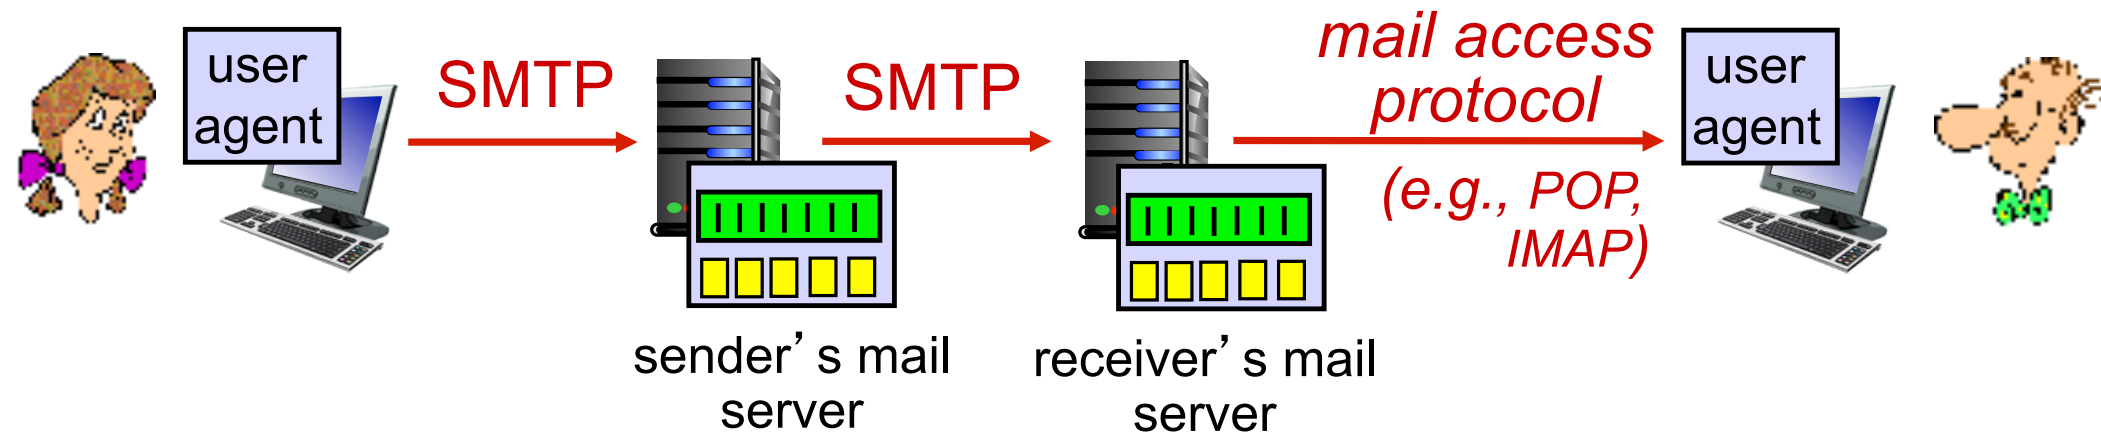 user
agent
SMTP
SMTP
mail access
protocol
(e.g., POP,
IMAP)
user
agent
sender’s mail
server
receiver’s mail
server